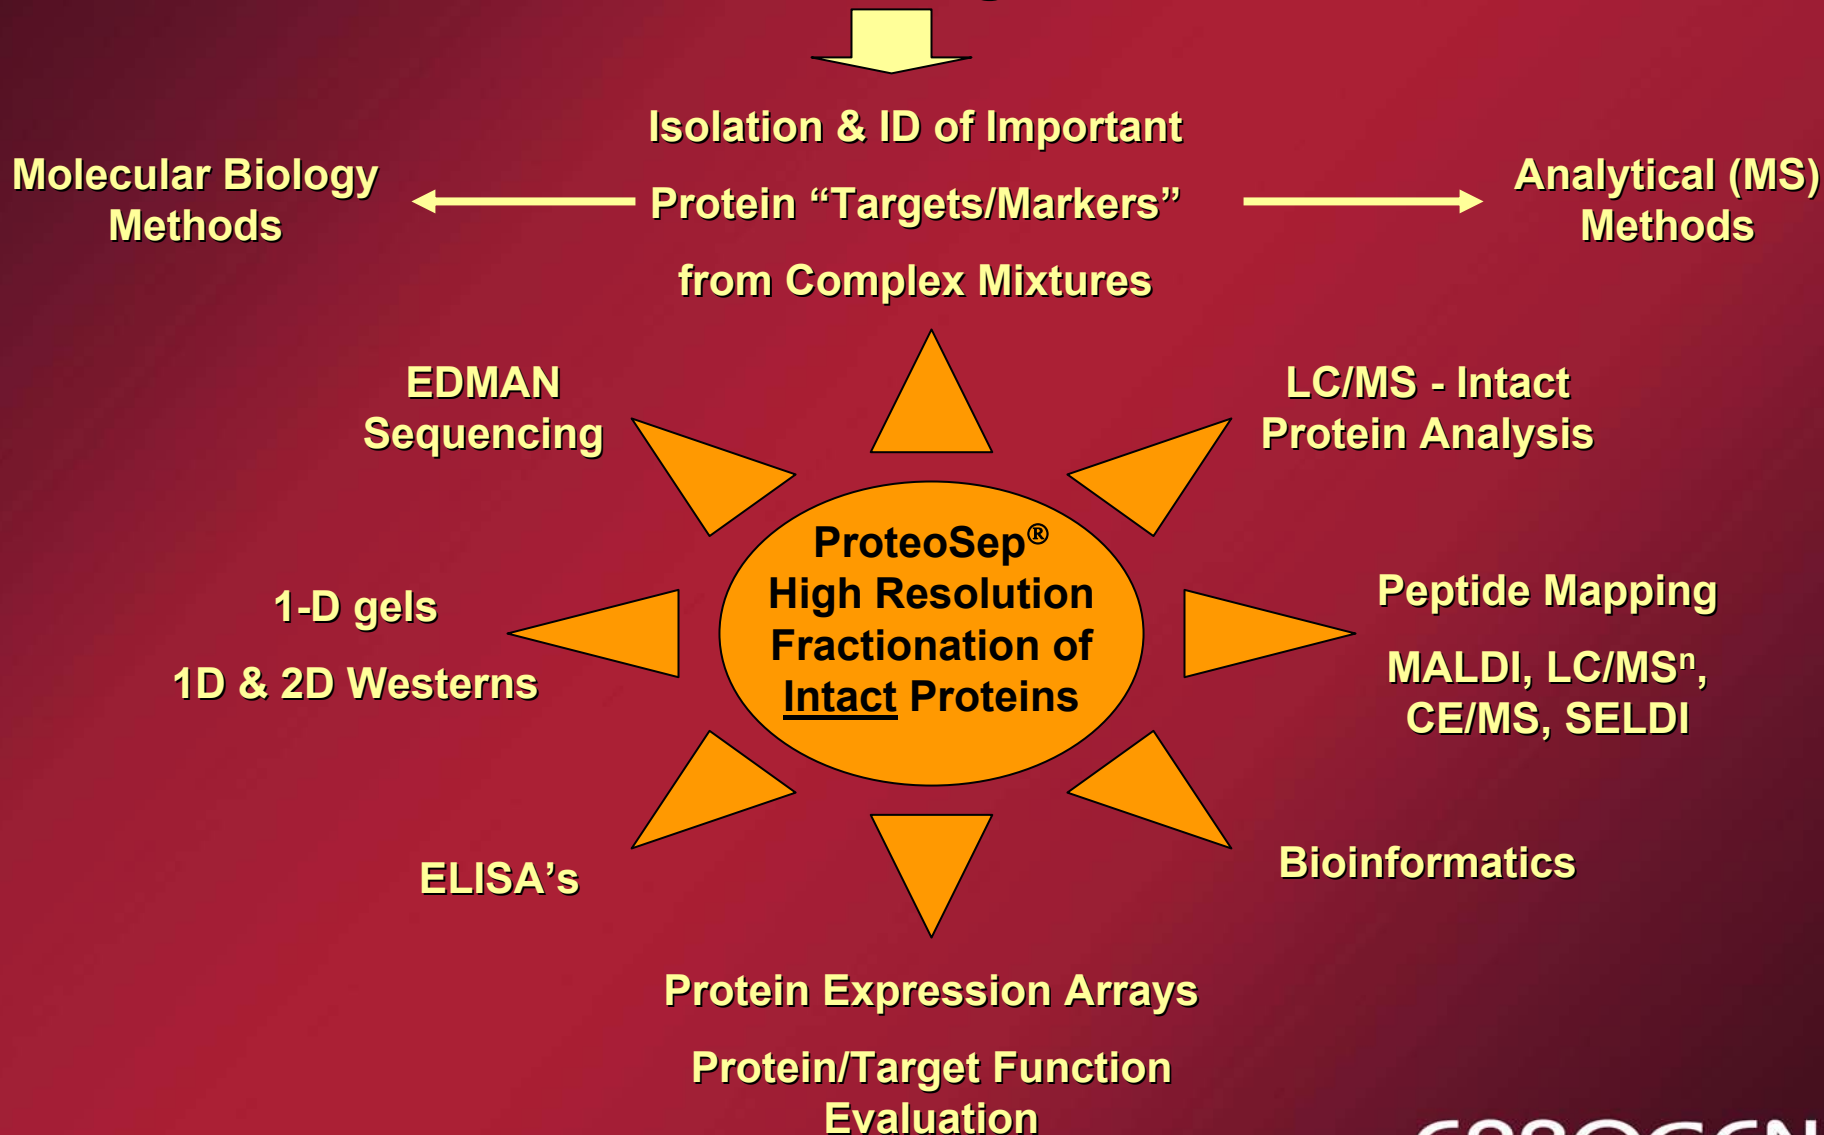 Isolation & ID of Important
Protein “Targets/Markers”
from Complex Mixtures
Molecular Biology
Methods
Analytical (MS)
Methods
EDMAN
Sequencing
LC/MS - Intact
Protein Analysis
ProteoSep®
High Resolution
Fractionation of
Intact Proteins
1-D gels
1D & 2D Westerns
Peptide Mapping
MALDI, LC/MSⁿ,
CE/MS, SELDI
ELISA’s
Bioinformatics
Protein Expression Arrays
Protein/Target Function
Evaluation